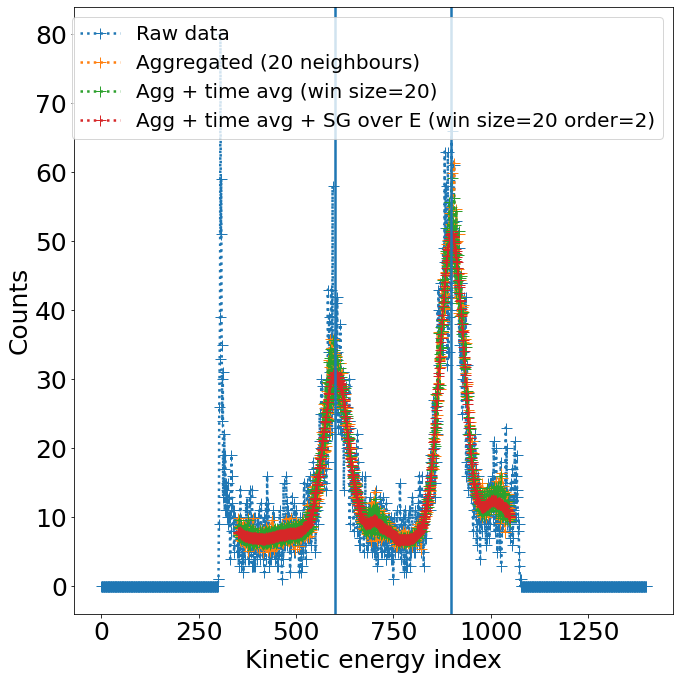 Raw data
Aggregated (20 neighbours)
Agg + time avg (win size=20)
Agg + time avg + SG over E (win size=20 order=2)
80
70
60
50
40
30
20
10
0
Counts
0 250 500 750 1000 1250
Kinetic energy index